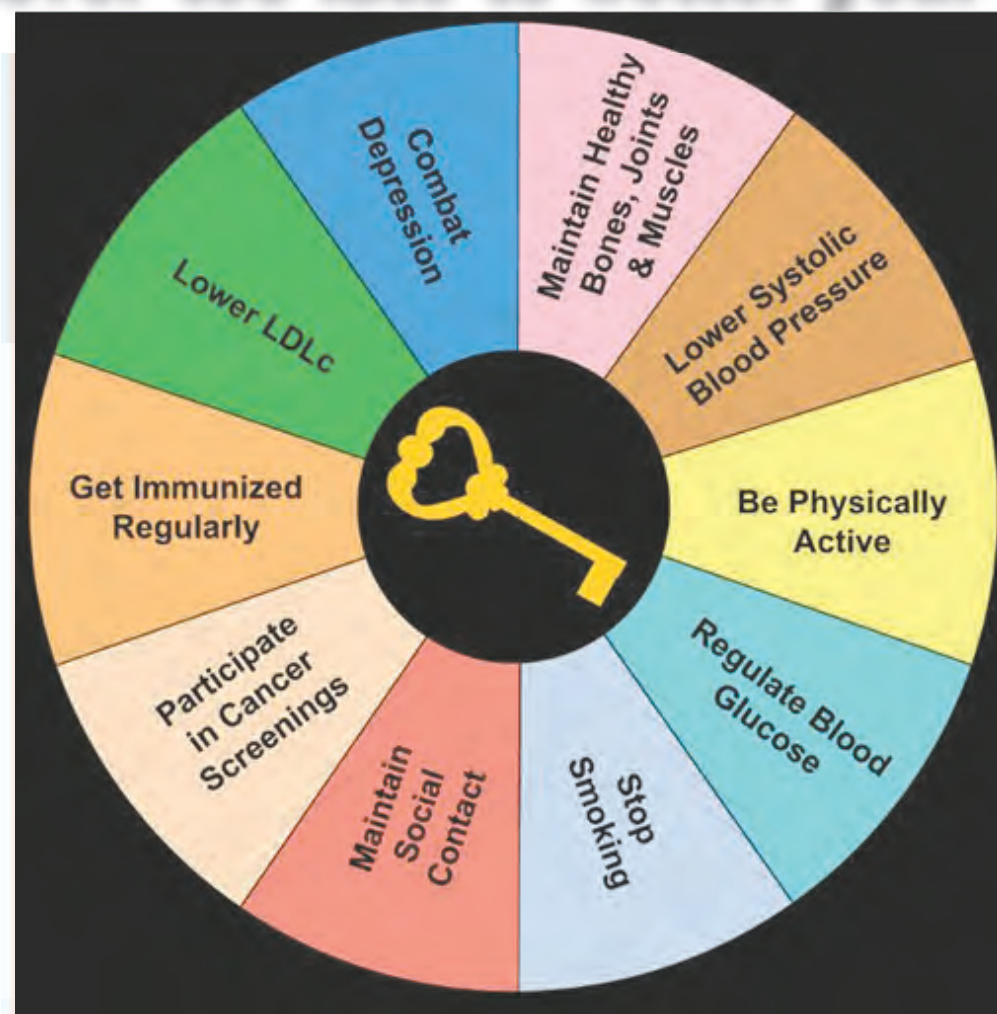 Maintain Healthy
Bones, Joints
& Muscles
Lower Systolic
Blood Pressure
Be Physically
Active
Regulate Blood
Glucose
Stop
Smoking
Maintain
Social
Contact
Participate
in Cancer
Screenings
Get Immunized
Regularly
Lower LDLc
Combat
Depression